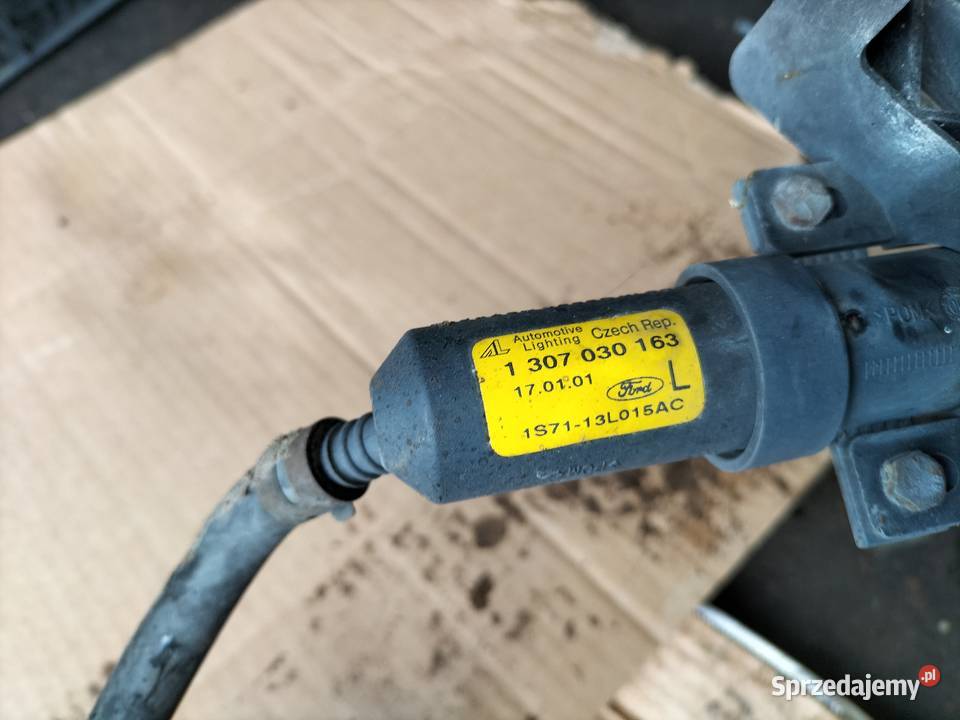 Automotive Lighting Czech Rep.
1 307 030 163
17.01.01 Ford L
1S71-13L015AC
Sprzedajemy.pl